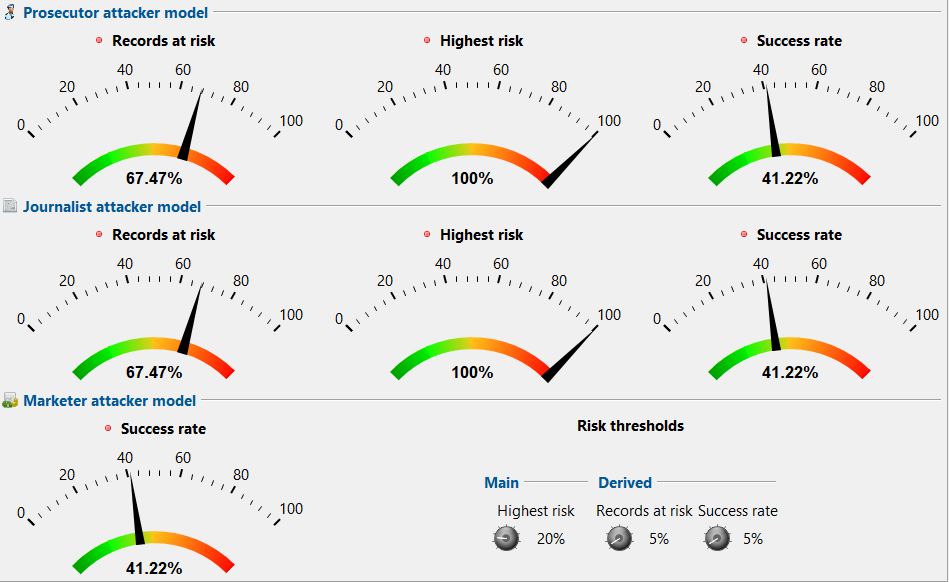 Prosecutor attacker model
Records at risk Highest risk Success rate
0 20 40 60 80 100 0 20 40 60 80 100 0 20 40 60 80 100
67.47% 100% 41.22%
Journalist attacker model
Records at risk Highest risk Success rate
0 20 40 60 80 100 0 20 40 60 80 100 0 20 40 60 80 100
67.47% 100% 41.22%
Marketer attacker model
Success rate
0 20 40 60 80 100
41.22%
Risk thresholds
Main Derived
Highest risk Records at risk Success rate
20% 5% 5%